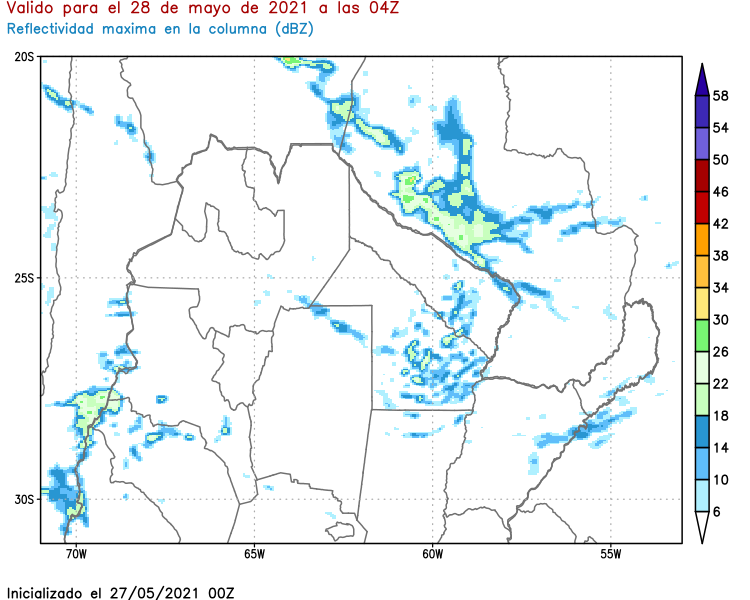 Valido para el 28 de mayo de 2021 a las 04Z
Reflectividad maxima en la columna (dBZ)
20S
25S
30S
70W
65W
60W
55W
58
54
50
46
42
38
34
30
26
22
18
14
10
6
Inicializado el 27/05/2021 00Z